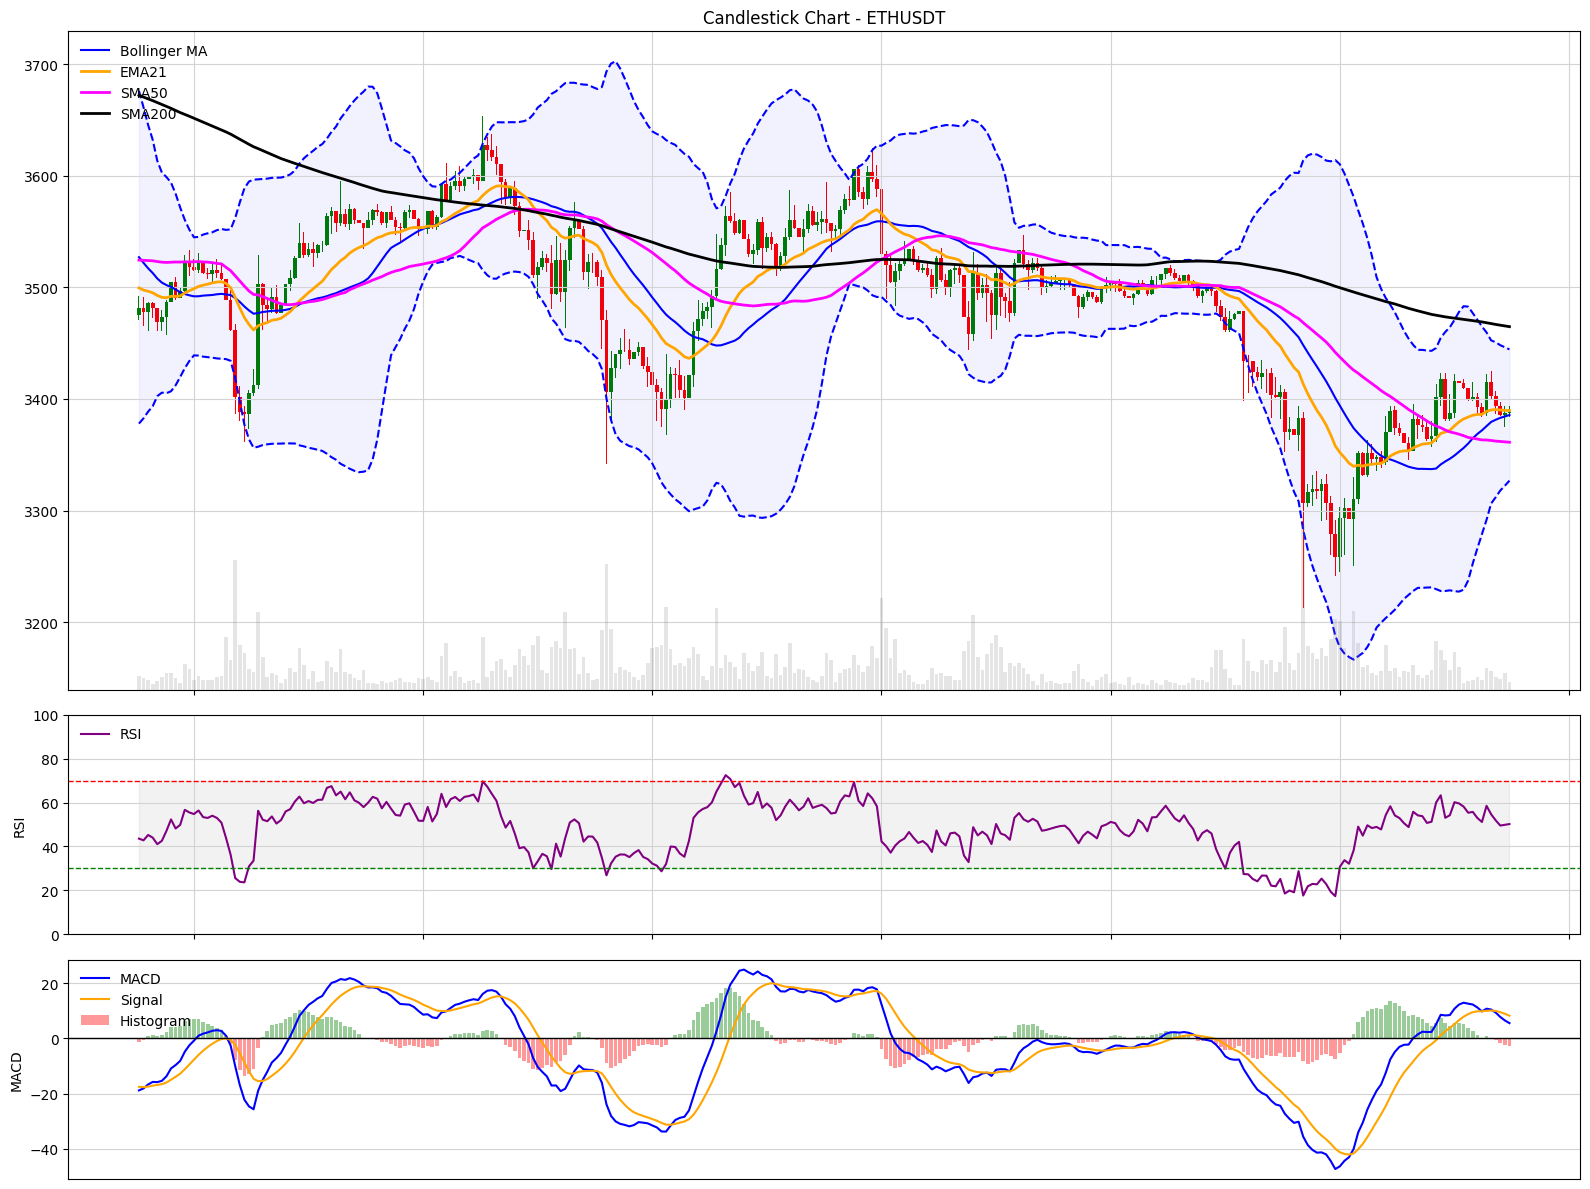 Candlestick Chart - ETHUSDT
Bollinger MA
EMA21
SMA50
SMA200
3700
3600
3500
3400
3300
3200
RSI
100
80
60
40
20
0
RSI
MACD
Signal
Histogram
20
0
−20
−40
MACD